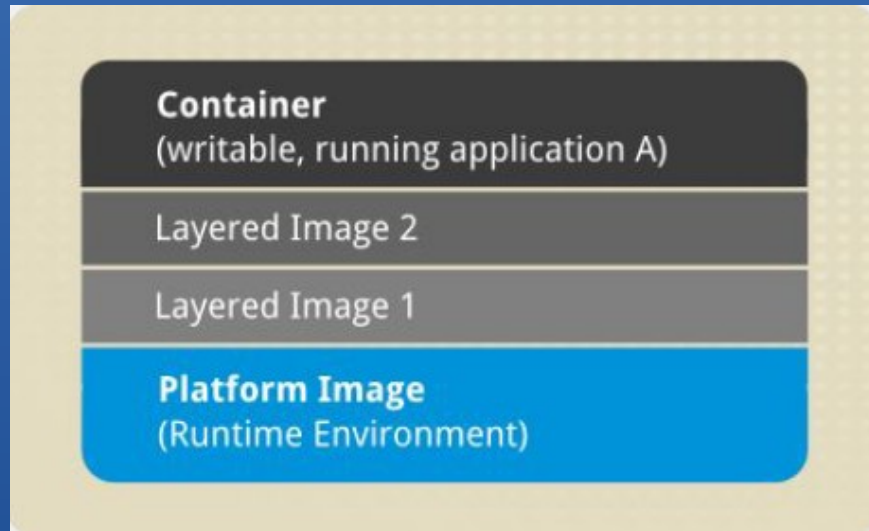 Container
(writable, running application A)
Layered Image 2
Layered Image 1
Platform Image
(Runtime Environment)